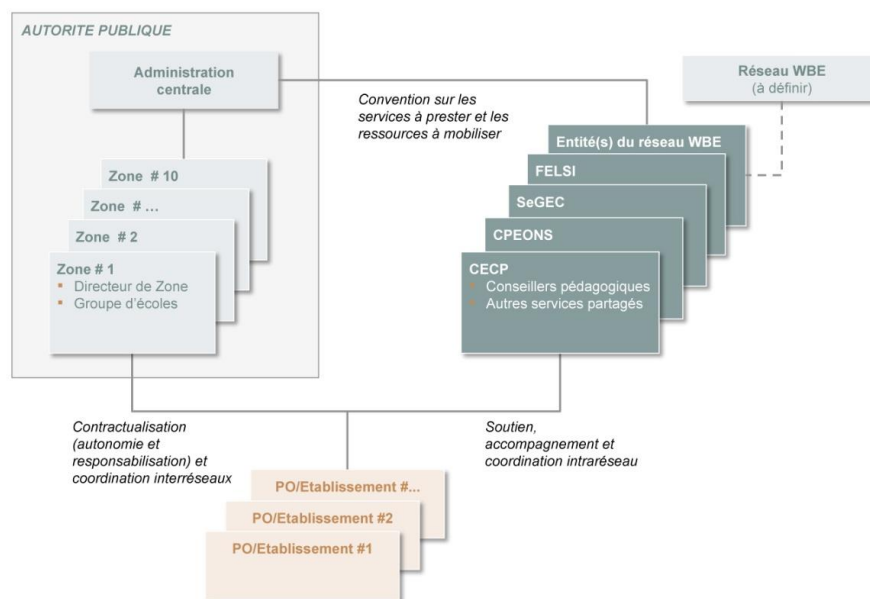 AUTORITE PUBLIQUE
Administration
centrale
Zone # 10
Zone # ...
Zone # 2
Zone # 1
Directeur de Zone
Groupe d'écoles
Convention sur les
services à prester et les
ressources à mobiliser
Réseau WBE
(à définir)
Entité(s) du réseau WBE
FELSI
SeGEC
CPEONS
CECP
Conseillers pédagogiques
Autres services partagés
Contractualisation
(autonomie et
responsabilisation) et
coordination interréseaux
Soutien,
accompagnement et
coordination intraréseau
PO/Etablissement #...
PO/Etablissement #2
PO/Etablissement #1